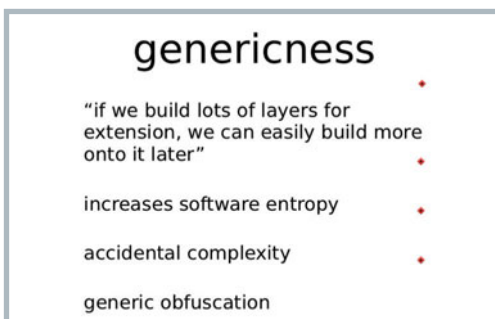 genericness
“if we build lots of layers for
extension, we can easily build more
onto it later”
increases software entropy
accidental complexity
generic obfuscation